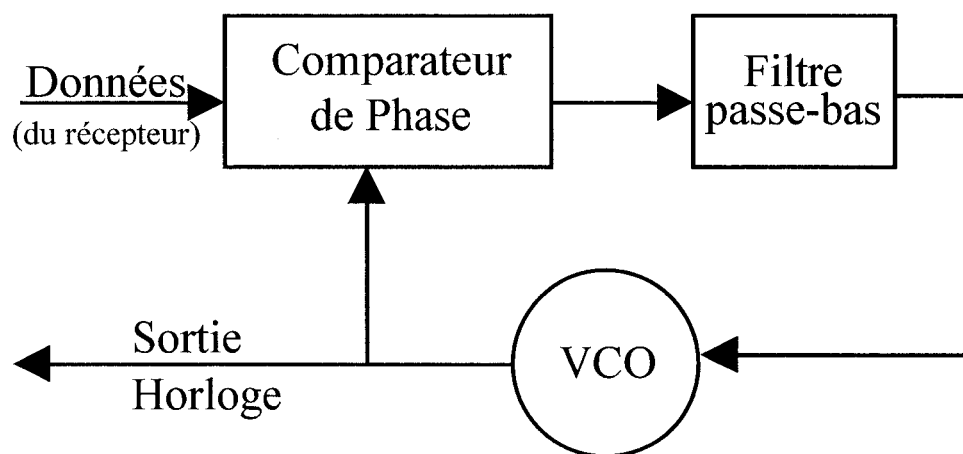 Données
(du récepteur)
Comparateur
de Phase
Filtre
passe-bas
Sortie
Horloge
VCO